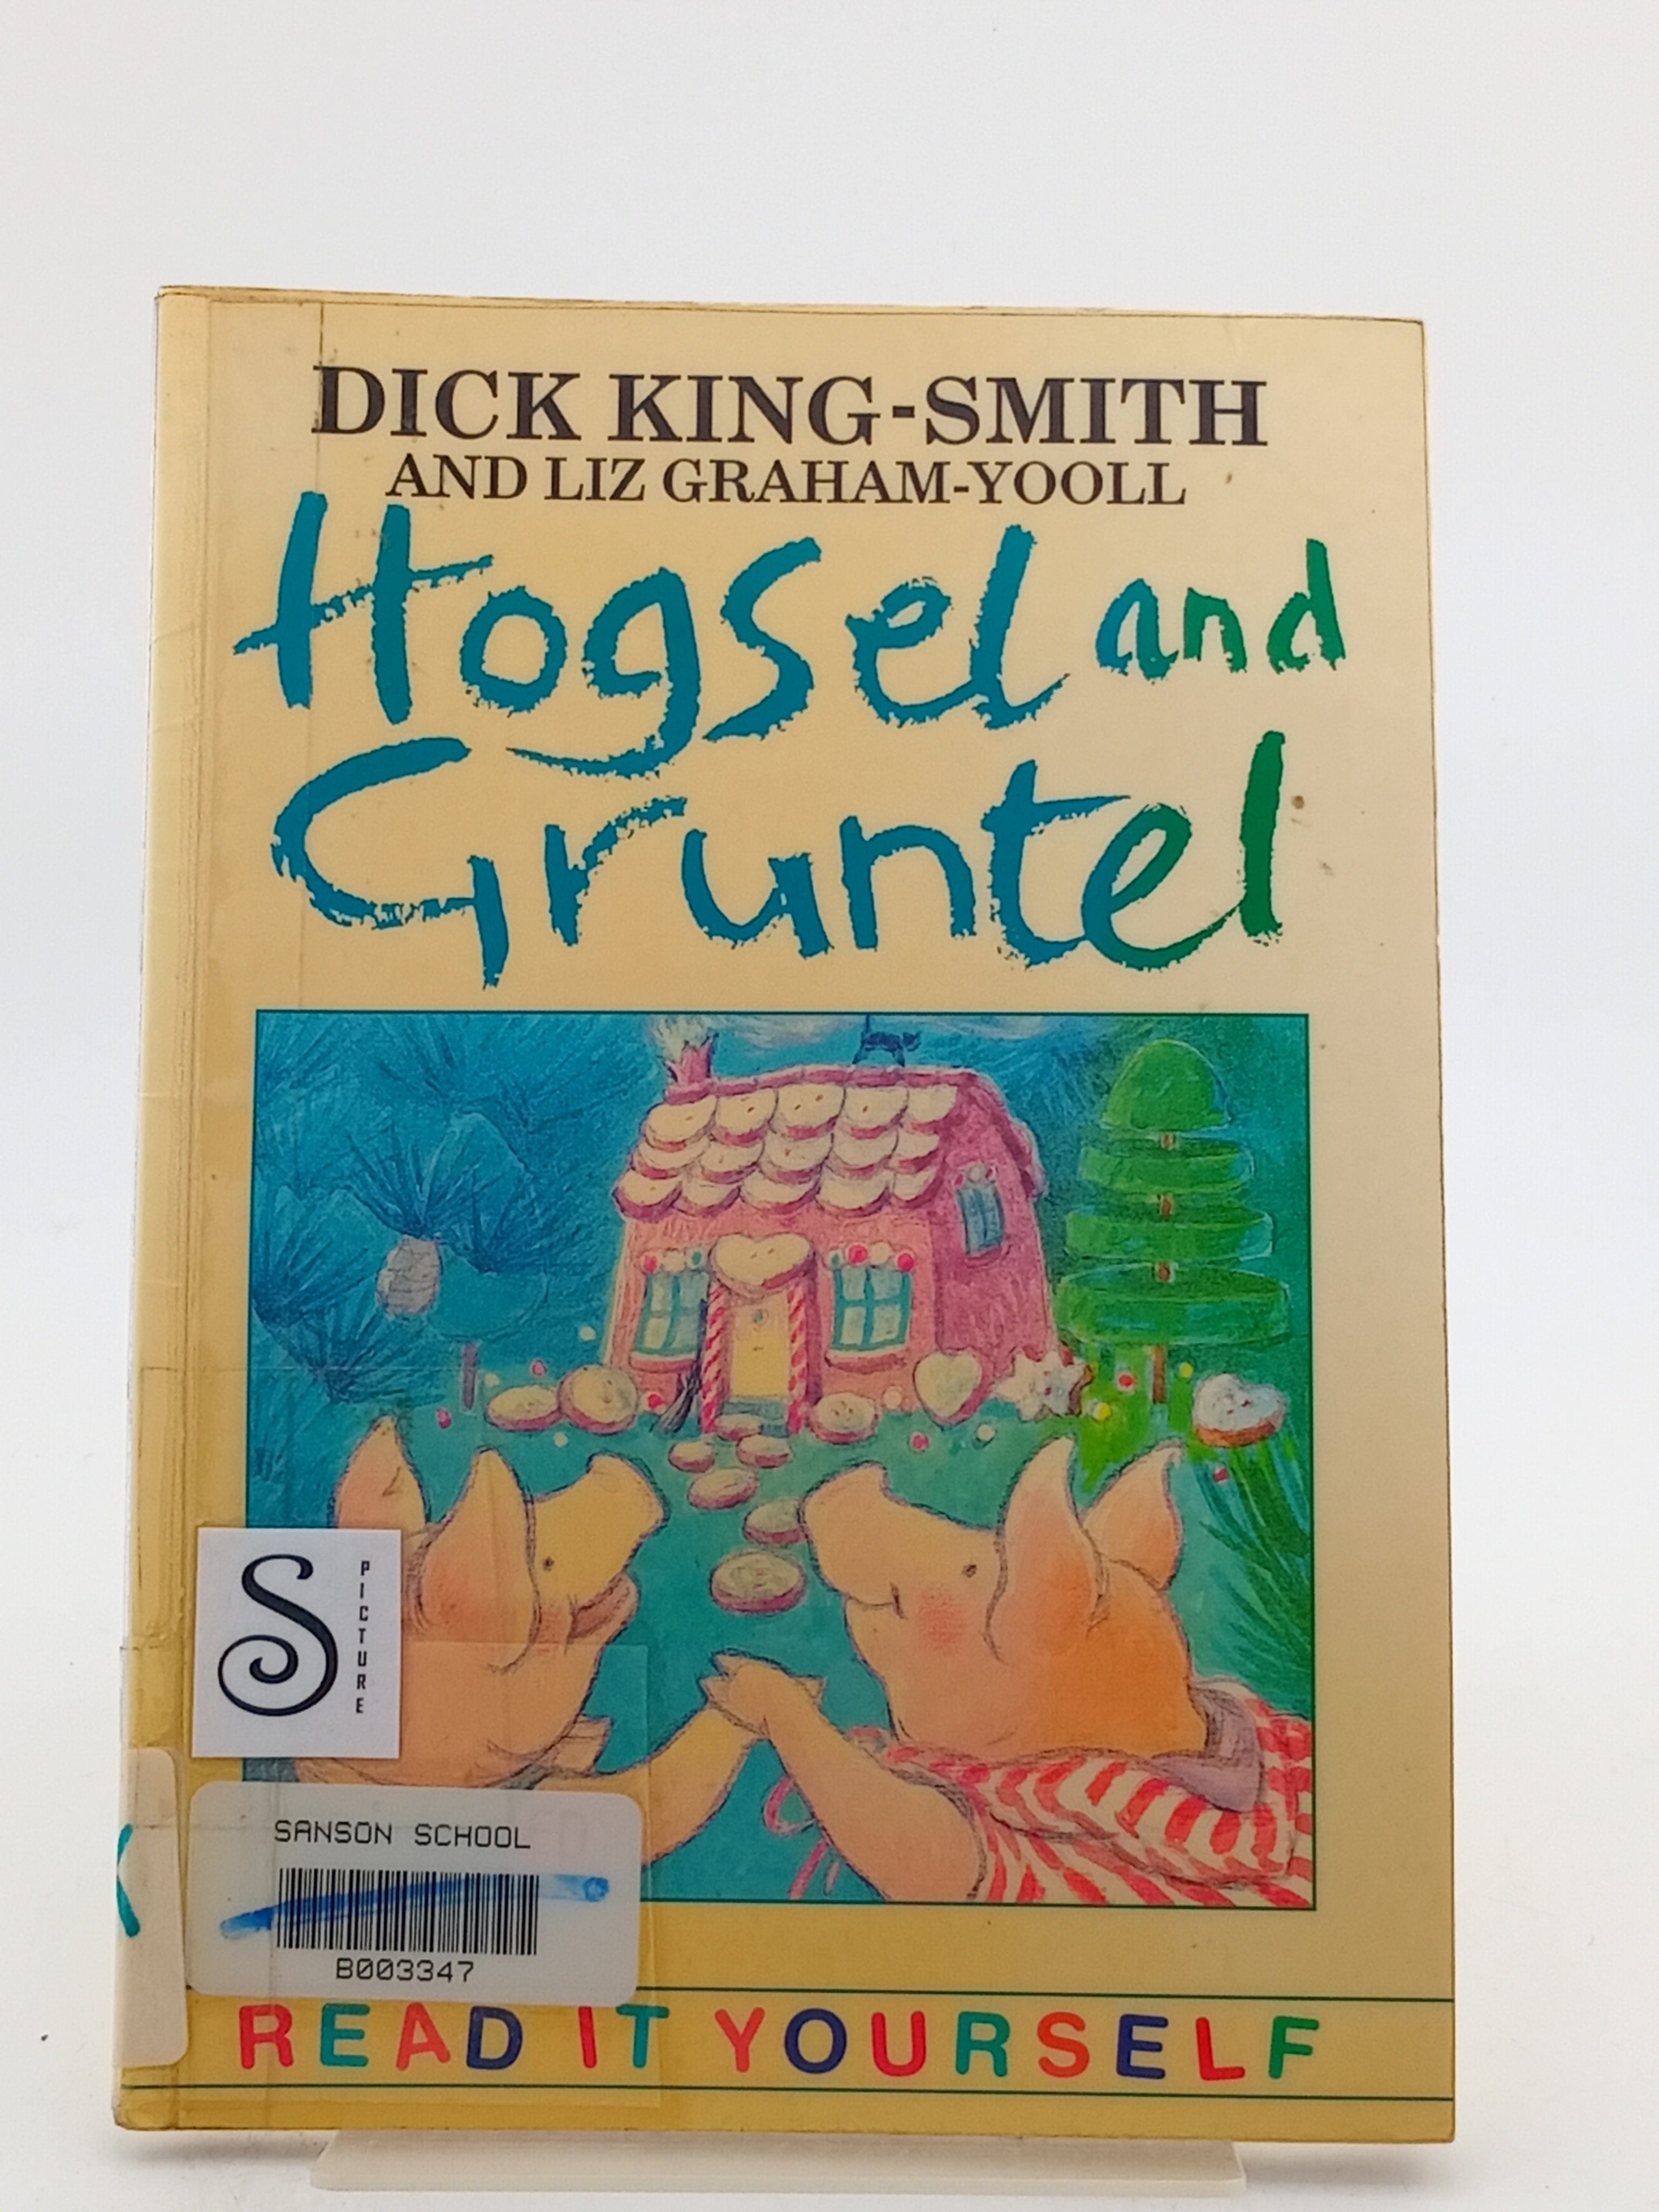 DICK KING-SMITH
AND LIZ GRAHAM-YOOLL
Hogsel and
Gruntel
S
PICTURE
SANSON SCHOOL
B003347
READ IT YOURSELF